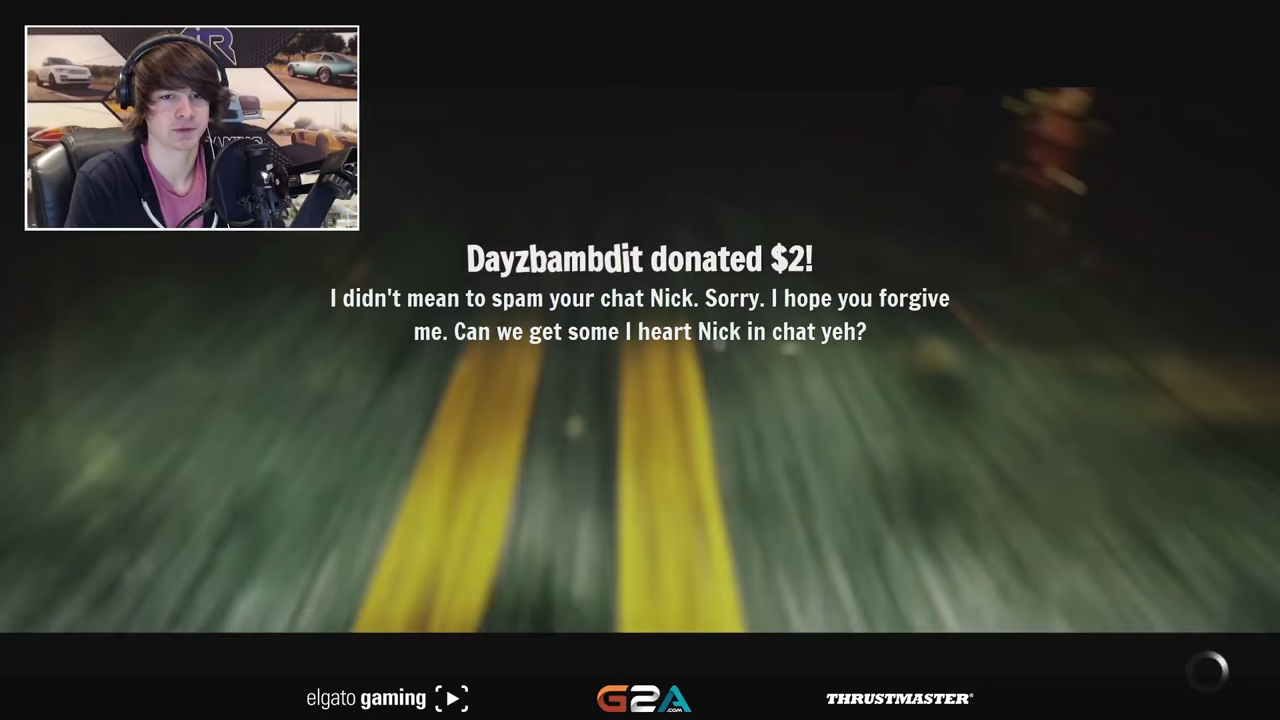 Dayzbambdit donated $2!
I didn't mean to spam your chat Nick. Sorry. I hope you forgive
me. Can we get some I heart Nick in chat yeh?
elgato gaming
G2A
.COM
THRUSTMASTER®